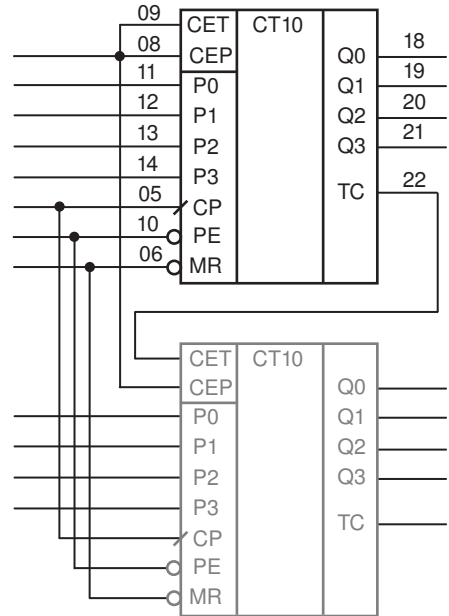 09 CET CT10
08 CEP Q0 18
11 P0 Q1 19
12 P1 Q2 20
13 P2 Q3 21
14 P3 TC 22
05 CP
10 PE
06 MR
CET CT10
CEP Q0
P0 Q1
P1 Q2
P2 Q3
P3 TC
CP
PE
MR